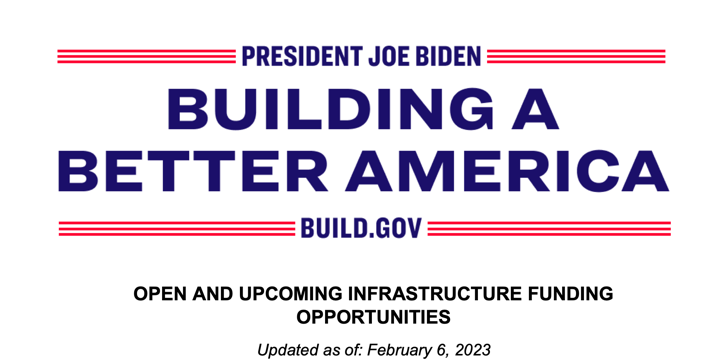 PRESIDENT JOE BIDEN
BUILDING A
BETTER AMERICA
BUILD.GOV
OPEN AND UPCOMING INFRASTRUCTURE FUNDING
OPPORTUNITIES
Updated as of: February 6, 2023